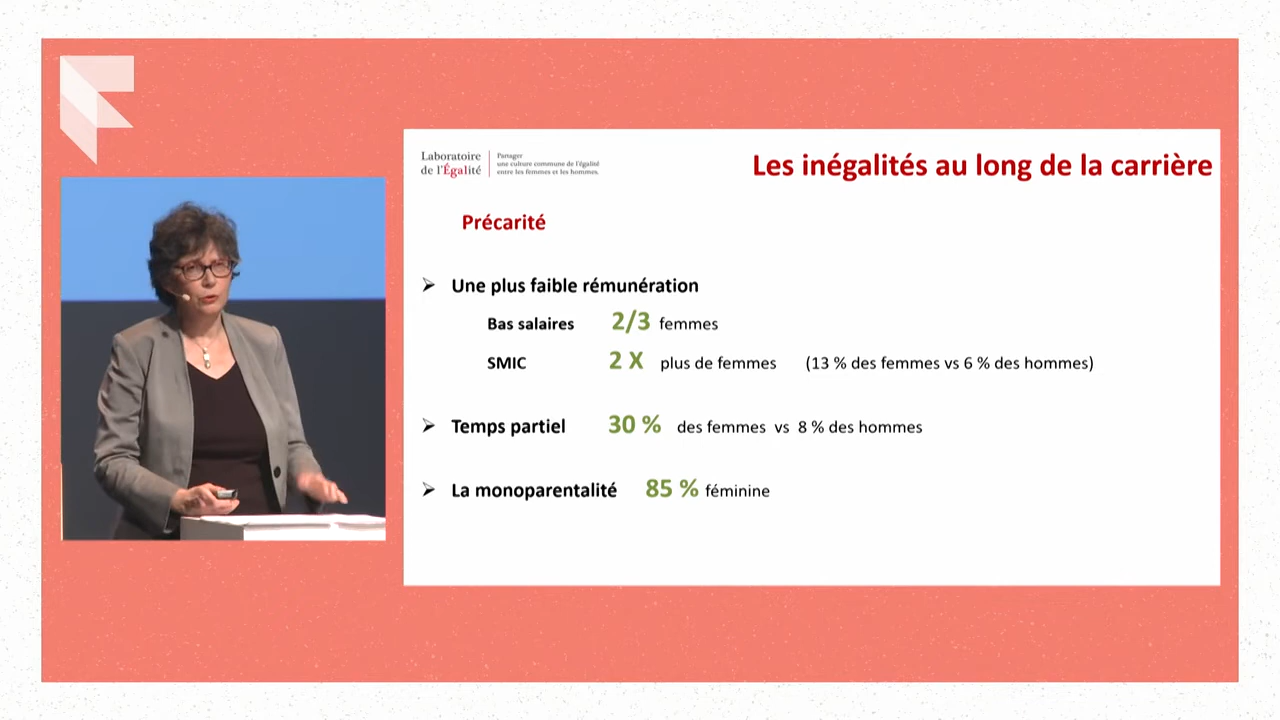 Laboratoire
de l'Égalité
Partager
une culture commune de l'égalité
entre les femmes et les hommes.
Les inégalités au long de la carrière
Précarité
➢ Une plus faible rémunération
Bas salaires 2/3 femmes
SMIC 2 X plus de femmes (13 % des femmes vs 6 % des hommes)
➢ Temps partiel 30 % des femmes vs 8 % des hommes
➢ La monoparentalité 85 % féminine